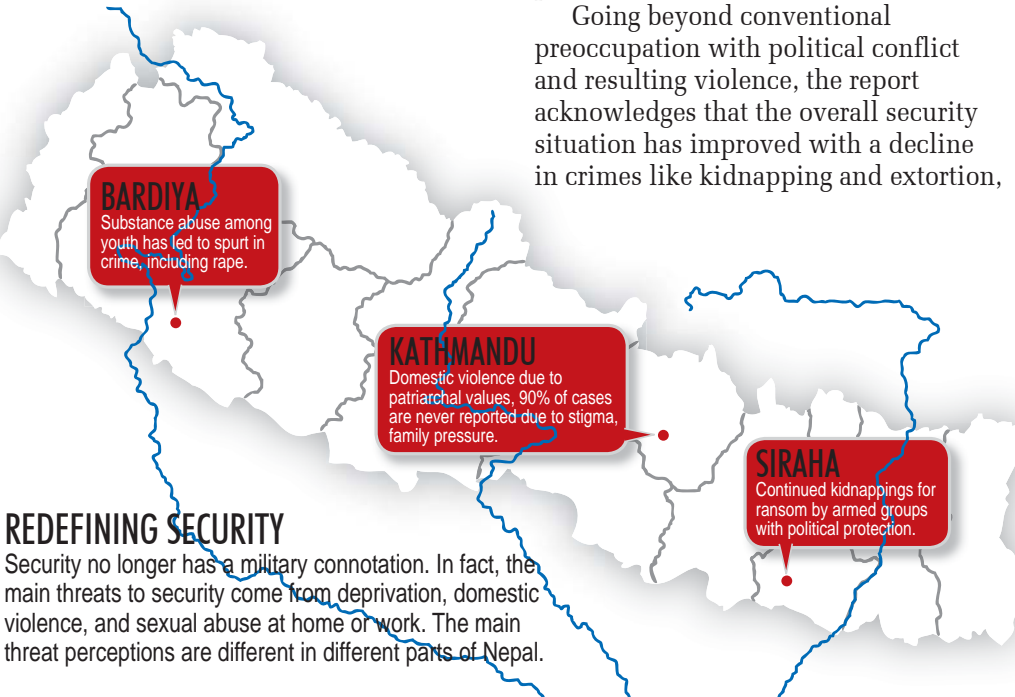 Going beyond conventional
preoccupation with political conflict
and resulting violence, the report
acknowledges that the overall security
situation has improved with a decline
in crimes like kidnapping and extortion,
BARDIYA
Substance abuse among
youth has led to spurt in
crime, including rape.
KATHMANDU
Domestic violence due to
patriarchal values, 90% of cases
are never reported due to stigma,
family pressure.
SIRAHA
Continued kidnappings for
ransom by armed groups
with political protection.
REDEFINING SECURITY
Security no longer has a military connotation. In fact, the
main threats to security come from deprivation, domestic
violence, and sexual abuse at home or work. The main
threat perceptions are different in different parts of Nepal.